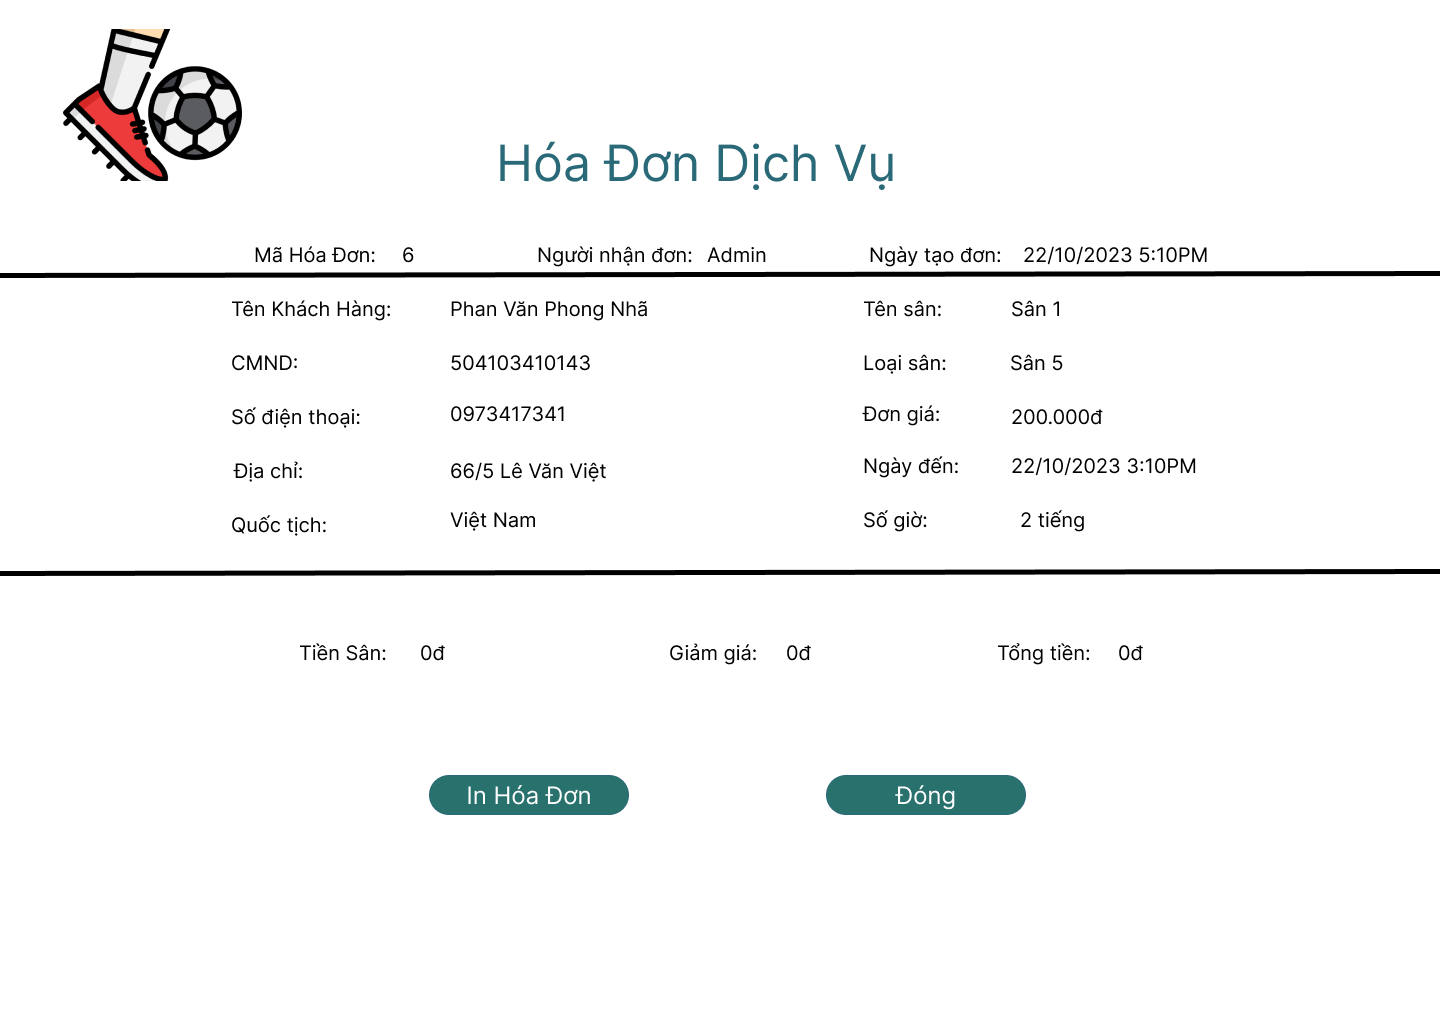 Hóa Đơn Dịch Vụ
Mã Hóa Đơn: 6 Người nhận đơn: Admin Ngày tạo đơn: 22/10/2023 5:10PM
Tên Khách Hàng: Phan Văn Phong Nhã Tên sân: Sân 1
CMND: 504103410143 Loại sân: Sân 5
Số điện thoại: 0973417341 Đơn giá: 200.000đ
Địa chỉ: 66/5 Lê Văn Việt Ngày đến: 22/10/2023 3:10PM
Quốc tịch: Việt Nam Số giờ: 2 tiếng
Tiền Sân: 0đ Giảm giá: 0đ Tổng tiền: 0đ
In Hóa Đơn Đóng